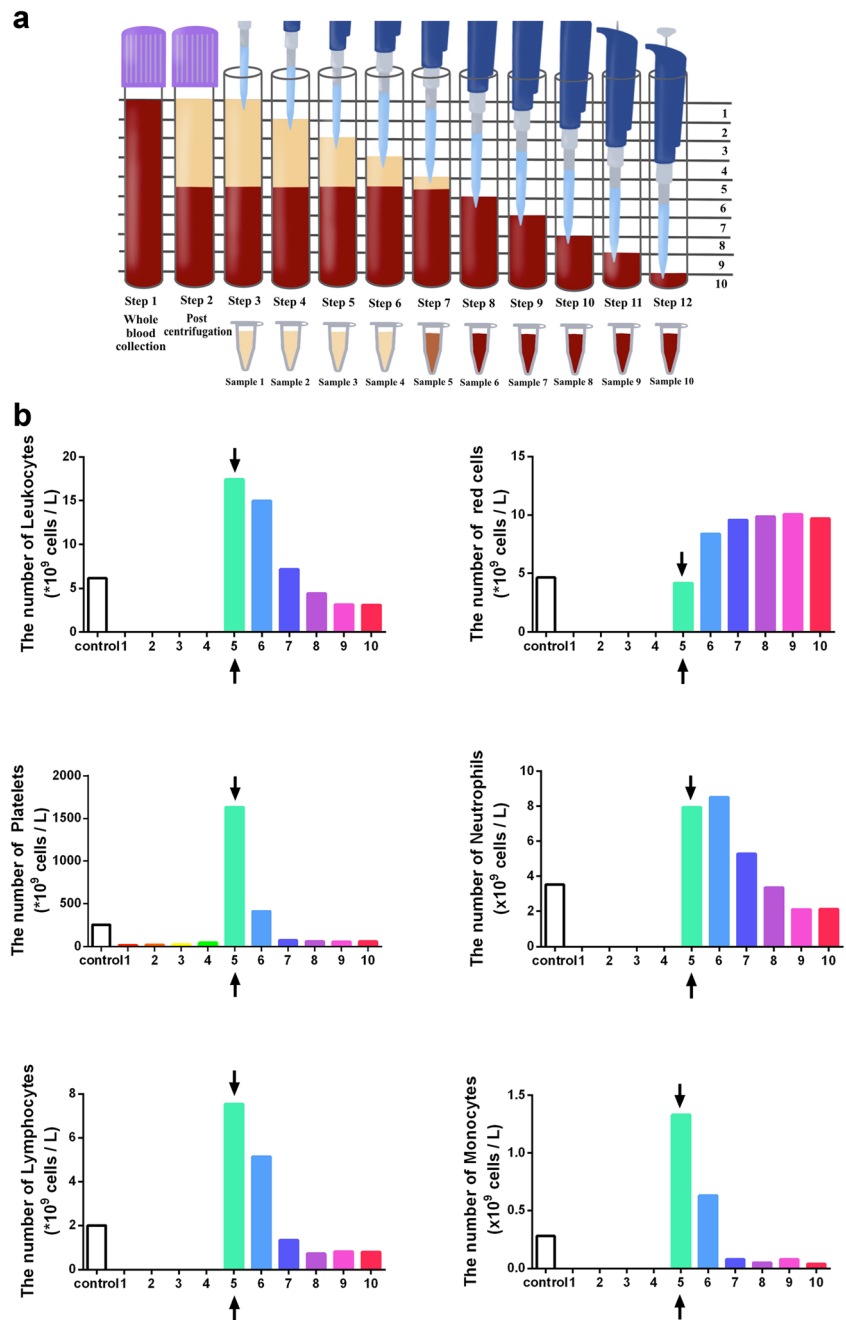 a
1
2
3
4
5
6
7
8
9
10
Step 1 Step 2 Step 3 Step 4 Step 5 Step 6 Step 7 Step 8 Step 9 Step 10 Step 11 Step 12
Whole
blood
collection
Post
centrifugation
Sample 1 Sample 2 Sample 3 Sample 4 Sample 5 Sample 6 Sample 7 Sample 8 Sample 9 Sample 10
b
The number of Leukocytes
(*10⁹ cells / L)
20
15
10
5
0
control 1 2 3 4 5 6 7 8 9 10
The number of red cells
(*10⁹ cells / L)
15
10
5
0
control 1 2 3 4 5 6 7 8 9 10
The number of Platelets
(*10⁹ cells / L)
2000
1500
1000
500
0
control 1 2 3 4 5 6 7 8 9 10
The number of Neutrophils
(x10⁹ cells / L)
10
8
6
4
2
0
control 1 2 3 4 5 6 7 8 9 10
The number of Lymphocytes
(*10⁹ cells / L)
8
6
4
2
0
control 1 2 3 4 5 6 7 8 9 10
The number of Monocytes
(x10⁹ cells / L)
1.5
1.0
0.5
0.0
control 1 2 3 4 5 6 7 8 9 10